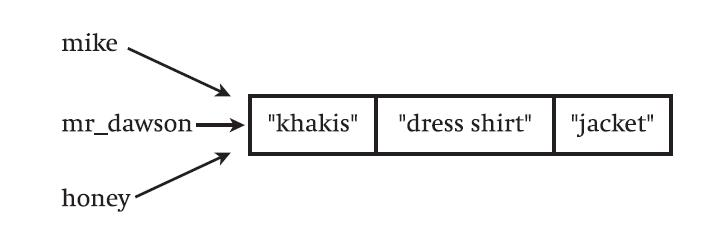 mike
mr_dawson
"khakis" "dress shirt" "jacket"
honey